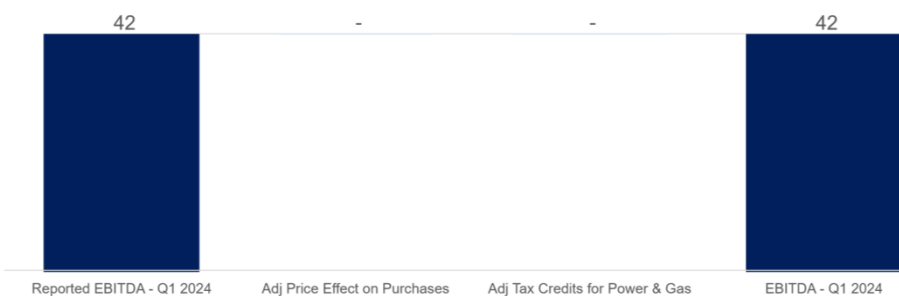 42 - - 42
Reported EBITDA - Q1 2024 Adj Price Effect on Purchases Adj Tax Credits for Power & Gas EBITDA - Q1 2024